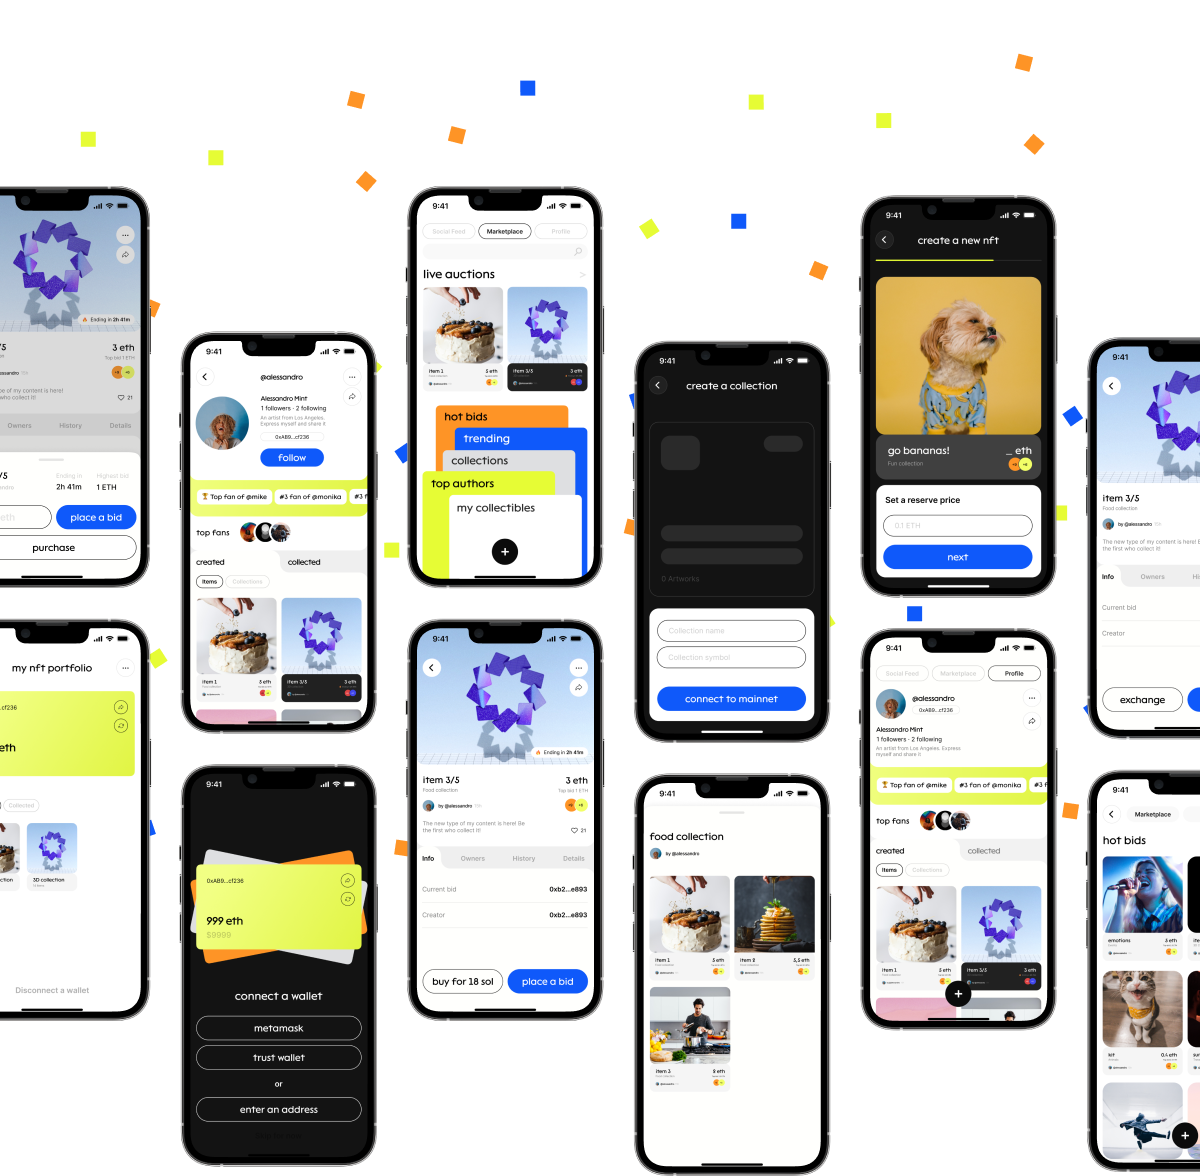 Ending in 2h 41m
/5
3 eth
Top bid 1 ETH
ype of my content is here!
who collect it!
21
Owners
History
Details
/5
Ending in
Highest bid
2h 41m
1 ETH
eth
place a bid
purchase
my nft portfolio
cf236
eth
Collected
ction
3D collection
Disconnect a wallet
9:41
@alessandro
Alessandro Mint
1 followers · 2 following
An artist from Los Angeles.
Express myself and share it
0xAB9...cf236
follow
Top fan of @mike
#3 fan of @monika
#3 f
top fans
created
collected
Items
Collections
item 1
3 eth
item 3/5
3 eth
9:41
0xAB9...cf236
999 eth
$9999
connect a wallet
metamask
trust wallet
or
enter an address
9:41
Social Feed
Marketplace
Profile
live auctions
>
item 1
3 eth
item 3/5
3 eth
hot bids
trending
collections
top authors
my collectibles
+
9:41
Ending in 2h 41m
item 3/5
3 eth
Food collection
Top bid 1 ETH
by @alessandro
The new type of my content is here! Be
the first who collect it!
21
Info
Owners
History
Details
Current bid
0xb2...e893
Creator
0xb2...e893
buy for 18 sol
place a bid
9:41
create a collection
0 Artworks
Collection name
Collection symbol
connect to mainnet
9:41
food collection
by @alessandro
item 1
3 eth
item 2
5,5 eth
item 3
2 eth
9:41
create a new nft
go bananas!
_ eth
Fun collection
Set a reserve price
0.1 ETH
next
9:41
Social Feed
Marketplace
Profile
@alessandro
0xAB9...cf236
Alessandro Mint
1 followers · 2 following
An artist from Los Angeles. Express
myself and share it
Top fan of @mike
#3 fan of @monika
#3 f
top fans
created
collected
Items
Collections
item 1
3 eth
item 3/5
3 eth
+
9:41
item 3/5
Food collection
by @alessandro
The new type of my content is here! B
the first who collect it!
Info
Owners
Hi
Current bid
Creator
exchange
9:41
Marketplace
hot bids
emotions
3 eth
ite
kit
0,4 eth
sur
+